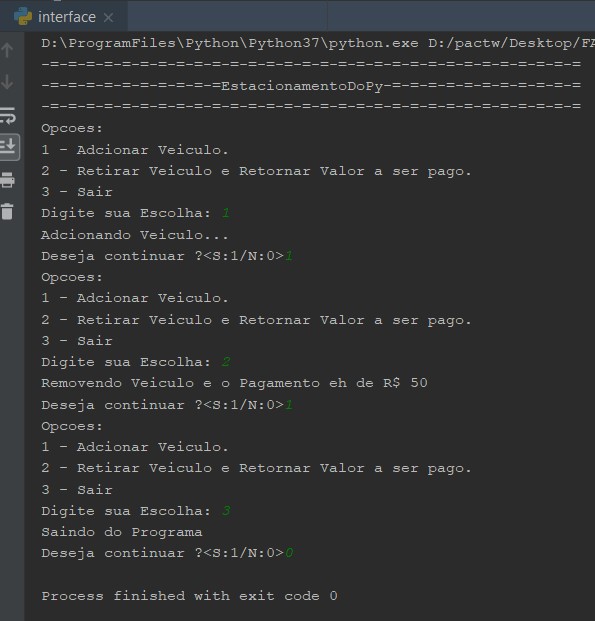 interface
D:\ProgramFiles\Python\Python37\python.exe D:/pactw/Desktop/FA
-=-=-=-=-=-=-=-=-=-=-=-=-=-=-=-=-=-=-=-=-=-=-=-=-=-=-=-=-=-=
-=-=-=-=-=-=-=-=-=-=EstacionamentoDoPy-=-=-=-=-=-=-=-=-=-=-=
-=-=-=-=-=-=-=-=-=-=-=-=-=-=-=-=-=-=-=-=-=-=-=-=-=-=-=-=-=-=
Opcoes:
1 - Adcionar Veiculo.
2 - Retirar Veiculo e Retornar Valor a ser pago.
3 - Sair
Digite sua Escolha: 1
Adcionando Veiculo...
Deseja continuar ?<S:1/N:0>1
Opcoes:
1 - Adcionar Veiculo.
2 - Retirar Veiculo e Retornar Valor a ser pago.
3 - Sair
Digite sua Escolha: 2
Removendo Veiculo e o Pagamento eh de R$ 50
Deseja continuar ?<S:1/N:0>1
Opcoes:
1 - Adcionar Veiculo.
2 - Retirar Veiculo e Retornar Valor a ser pago.
3 - Sair
Digite sua Escolha: 3
Saindo do Programa
Deseja continuar ?<S:1/N:0>0
Process finished with exit code 0